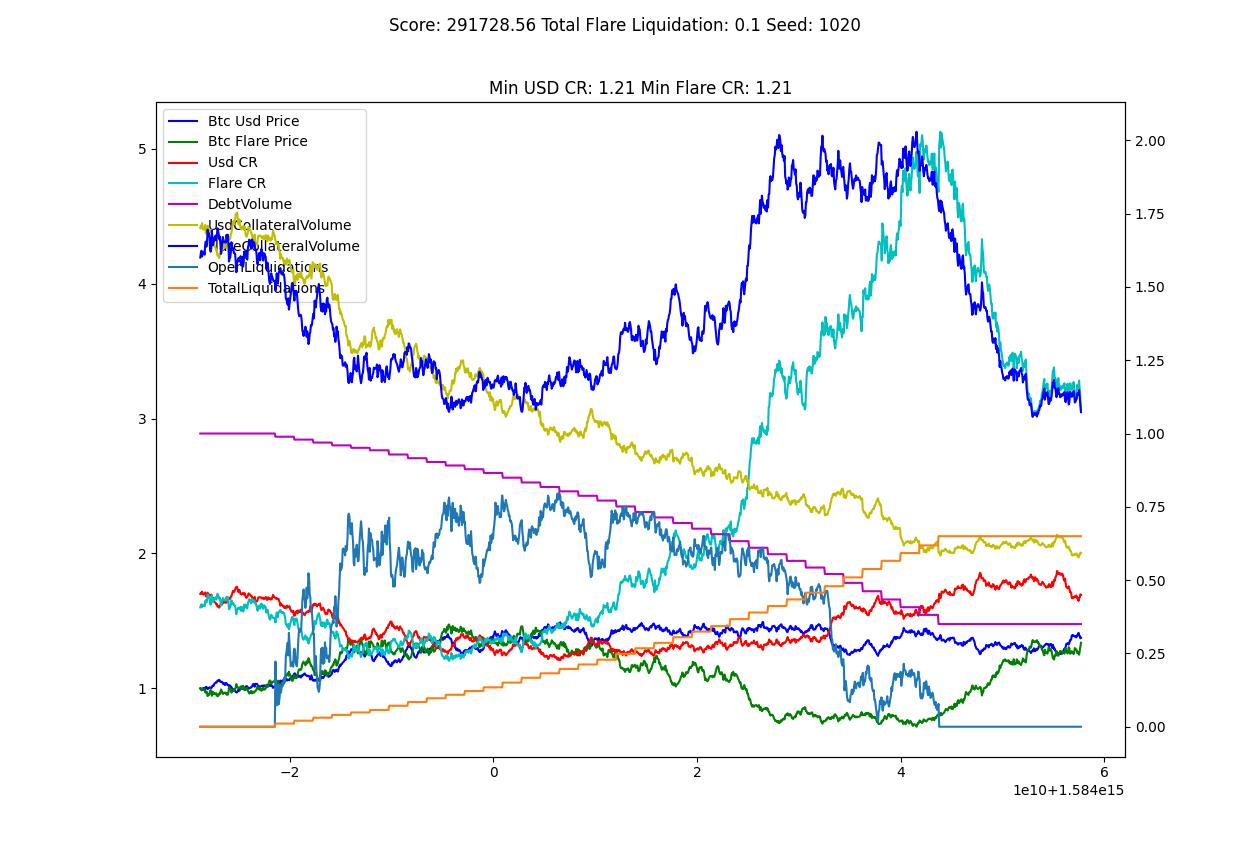 Score: 291728.56 Total Flare Liquidation: 0.1 Seed: 1020
Min USD CR: 1.21 Min Flare CR: 1.21
Btc Usd Price
Btc Flare Price
Usd CR
Flare CR
DebtVolume
UsdCollateralVolume
FlareCollateralVolume
OpenLiquidations
TotalLiquidations
5
4
3
2
1
2.00
1.75
1.50
1.25
1.00
0.75
0.50
0.25
0.00
−2
0
2
4
6
1e10+1.584e15